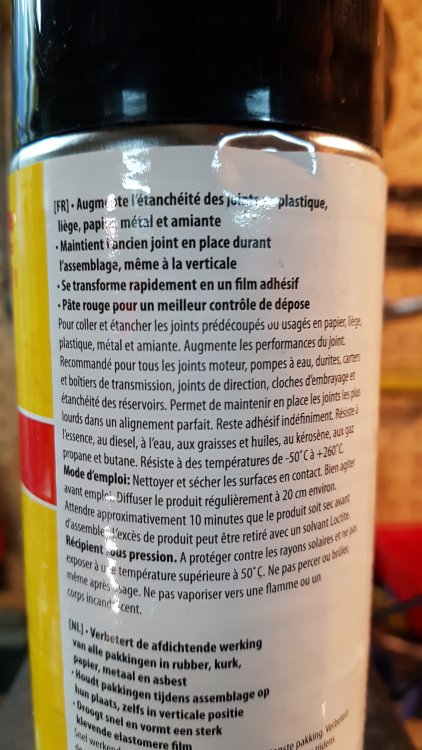 [FR] • Augmente l'étanchéité des joints plastique,
liège, papier métal et amiante
• Maintient l'ancien joint en place durant
l'assemblage, même à la verticale
• Se transforme rapidement en un film adhésif
• Pâte rouge pour un meilleur contrôle de dépose
Pour coller et étancher les joints prédécoupés ou usagés en papier, liège,
plastique, métal et amiante. Augmente les performances du joint.
Recommandé pour tous les joints moteur, pompes à eau, durites, carters
et boîtiers de transmission, joints de direction, cloches d'embrayage et
étanchéité des réservoirs. Permet de maintenir en place les joints les plus
lourds dans un alignement parfait. Reste adhésif indéfiniment. Résiste à
l'essence, au diesel, à l'eau, aux graisses et huiles, au kérosène, aux gaz
propane et butane. Résiste à des températures de -50°C à +260°C.
Mode d'emploi: Nettoyer et sécher les surfaces en contact. Bien agiter
avant emploi. Diffuser le produit régulièrement à 20 cm environ.
Attendre approximativement 10 minutes que le produit soit sec avant
d'assembler. L'excès de produit peut être retiré avec un solvant Loctite.
Récipient sous pression. A protéger contre les rayons solaires et ne pas
exposer à une température supérieure à 50°C. Ne pas percer ou brûler,
même après usage. Ne pas vaporiser vers une flamme ou un
corps incandescent.
[NL] • Verbetert de afdichtende werking
van alle pakkingen in rubber, kurk,
papier, metaal en asbest
• Houdt pakkingen tijdens assemblage op
hun plaats, zelfs in verticale positie
• Droogt snel en vormt een sterk
klevende elastomere film
pakking. Verbetert